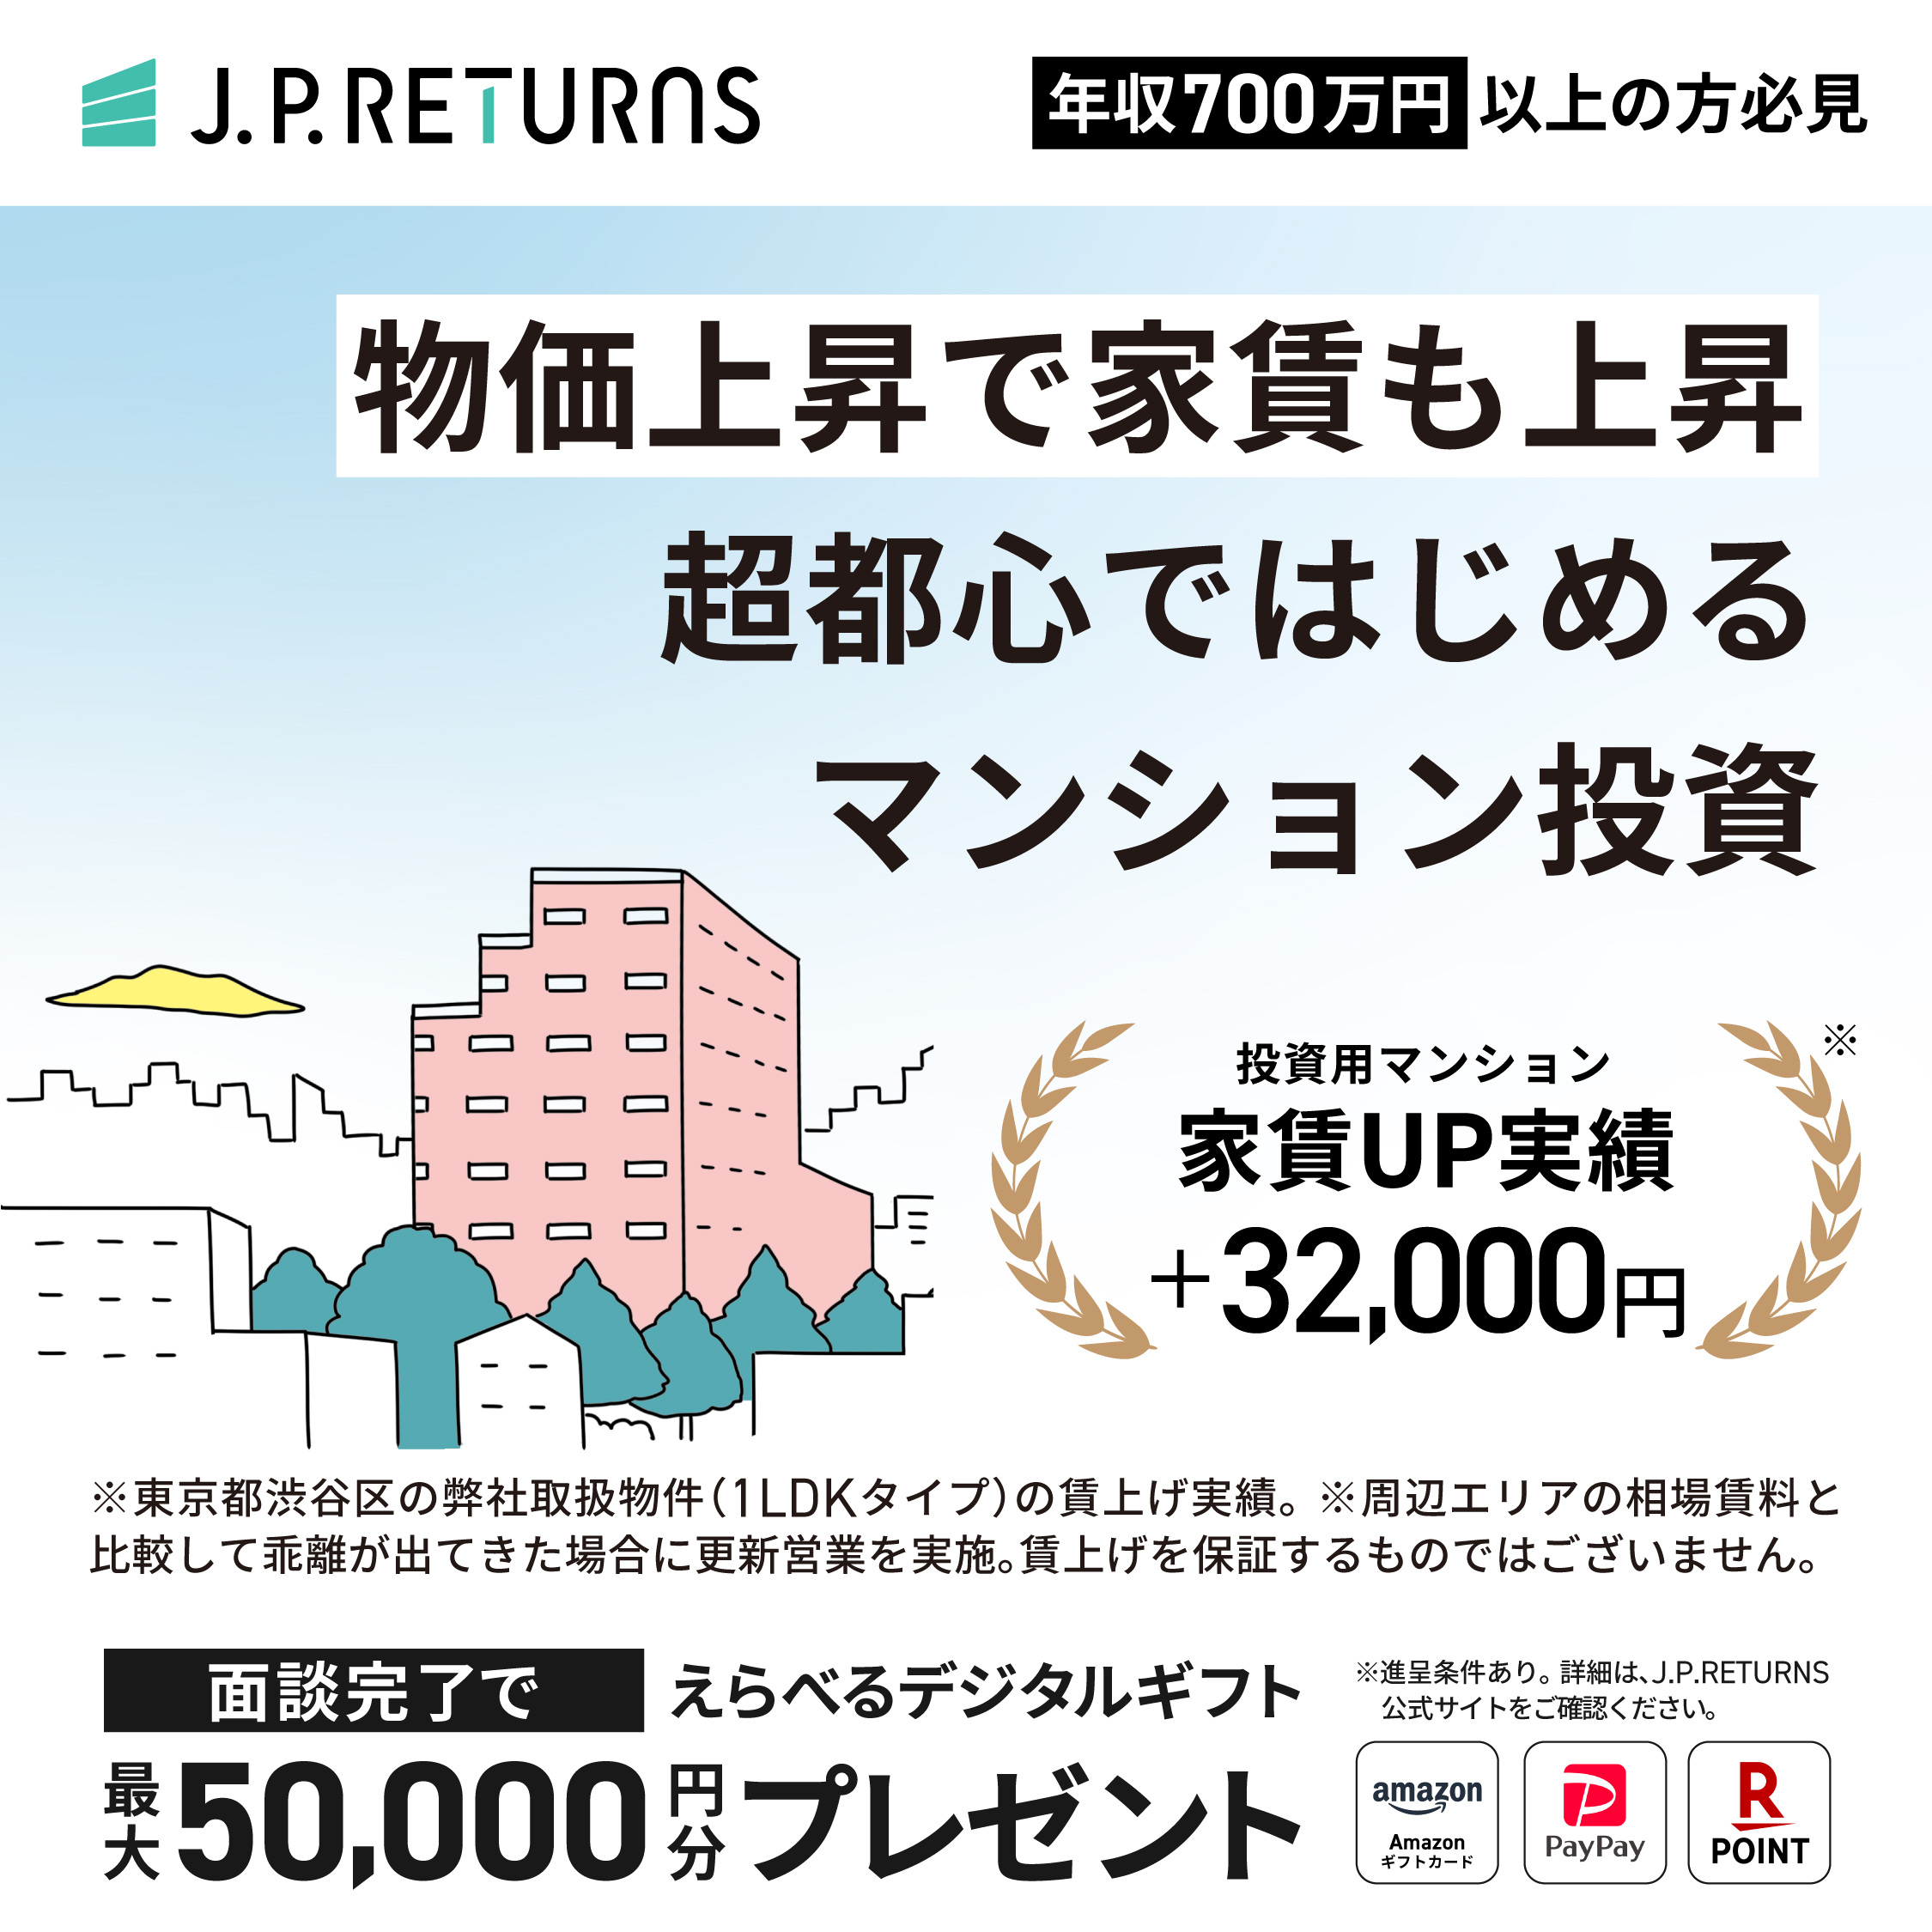 J.P.RETURNS
年収700万円以上の方必見
物価上昇で家賃も上昇
超都心ではじめる
マンション投資
※
投資用マンション
家賃UP実績
+32,000円
※東京都渋谷区の弊社取扱物件(1LDKタイプ)の賃上げ実績。※周辺エリアの相場賃料と
比較して乖離が出てきた場合に更新営業を実施。賃上げを保証するものではございません。
面談完了で えらべるデジタルギフト
最大50,000円分プレゼント
※進呈条件あり。詳細は、J.P.RETURNS
公式サイトをご確認ください。
amazon
Amazon
ギフトカード
PayPay
R
POINT